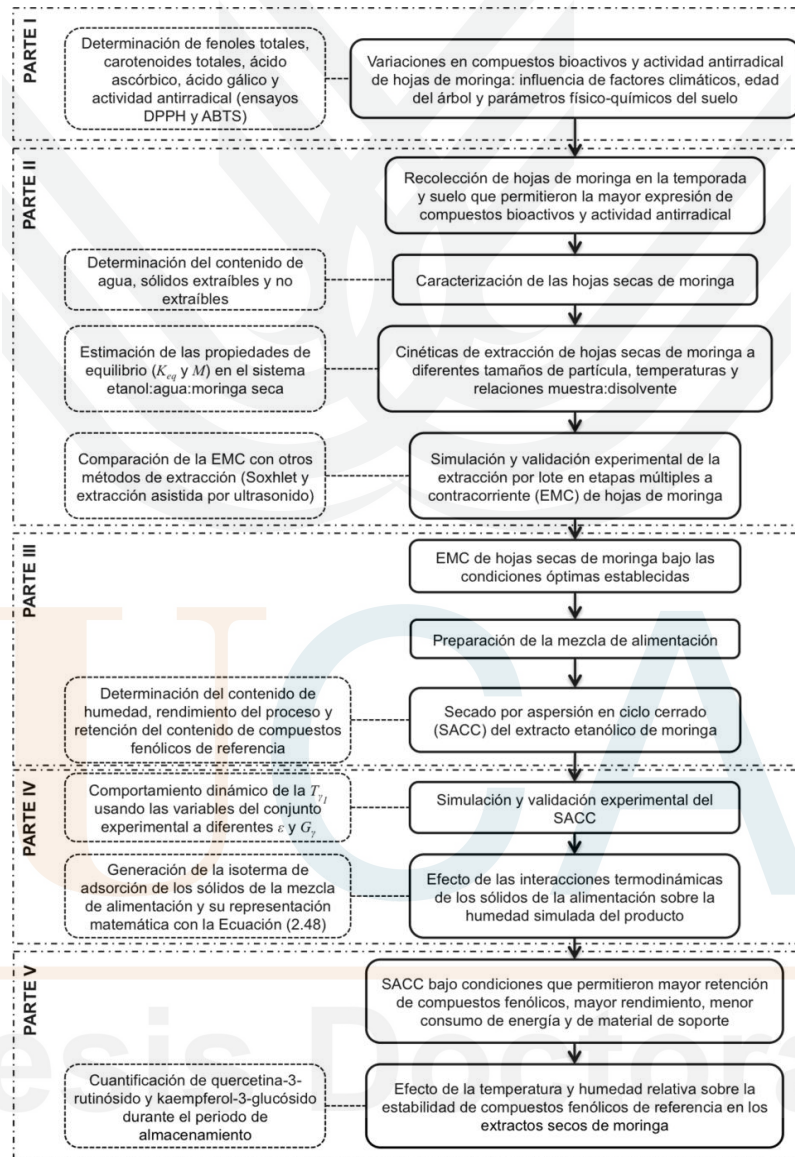 PARTE I
Determinación de fenoles totales,
carotenoides totales, ácido
ascórbico, ácido gálico y
actividad antirradical (ensayos
DPPH y ABTS)
Variaciones en compuestos bioactivos y actividad antirradical
de hojas de moringa: influencia de factores climáticos, edad
del árbol y parámetros físico-químicos del suelo
PARTE II
Recolección de hojas de moringa en la temporada
y suelo que permitieron la mayor expresión de
compuestos bioactivos y actividad antirradical
Determinación del contenido de
agua, sólidos extraíbles y no
extraíbles
Caracterización de las hojas secas de moringa
Estimación de las propiedades de
equilibrio (Keq y M) en el sistema
etanol:agua:moringa seca
Cinéticas de extracción de hojas secas de moringa a
diferentes tamaños de partícula, temperaturas y
relaciones muestra:disolvente
Comparación de la EMC con otros
métodos de extracción (Soxhlet y
extracción asistida por ultrasonido)
Simulación y validación experimental de la
extracción por lote en etapas múltiples a
contracorriente (EMC) de hojas de moringa
PARTE III
EMC de hojas secas de moringa bajo las
condiciones óptimas establecidas
Preparación de la mezcla de alimentación
Determinación del contenido de
humedad, rendimiento del proceso y
retención del contenido de compuestos
fenólicos de referencia
Secado por aspersión en ciclo cerrado
(SACC) del extracto etanólico de moringa
PARTE IV
Comportamiento dinámico de la Tγ1
usando las variables del conjunto
experimental a diferentes ε y Gγ
Simulación y validación experimental del
SACC
Generación de la isoterma de
adsorción de los sólidos de la mezcla
de alimentación y su representación
matemática con la Ecuación (2.48)
Efecto de las interacciones termodinámicas
de los sólidos de la alimentación sobre la
humedad simulada del producto
PARTE V
SACC bajo condiciones que permitieron mayor retención
de compuestos fenólicos, mayor rendimiento, menor
consumo de energía y de material de soporte
Cuantificación de quercetina-3-
rutinósido y kaempferol-3-glucósido
durante el periodo de
almacenamiento
Efecto de la temperatura y humedad relativa sobre la
estabilidad de compuestos fenólicos de referencia en los
extractos secos de moringa
UCA
esis Doctora